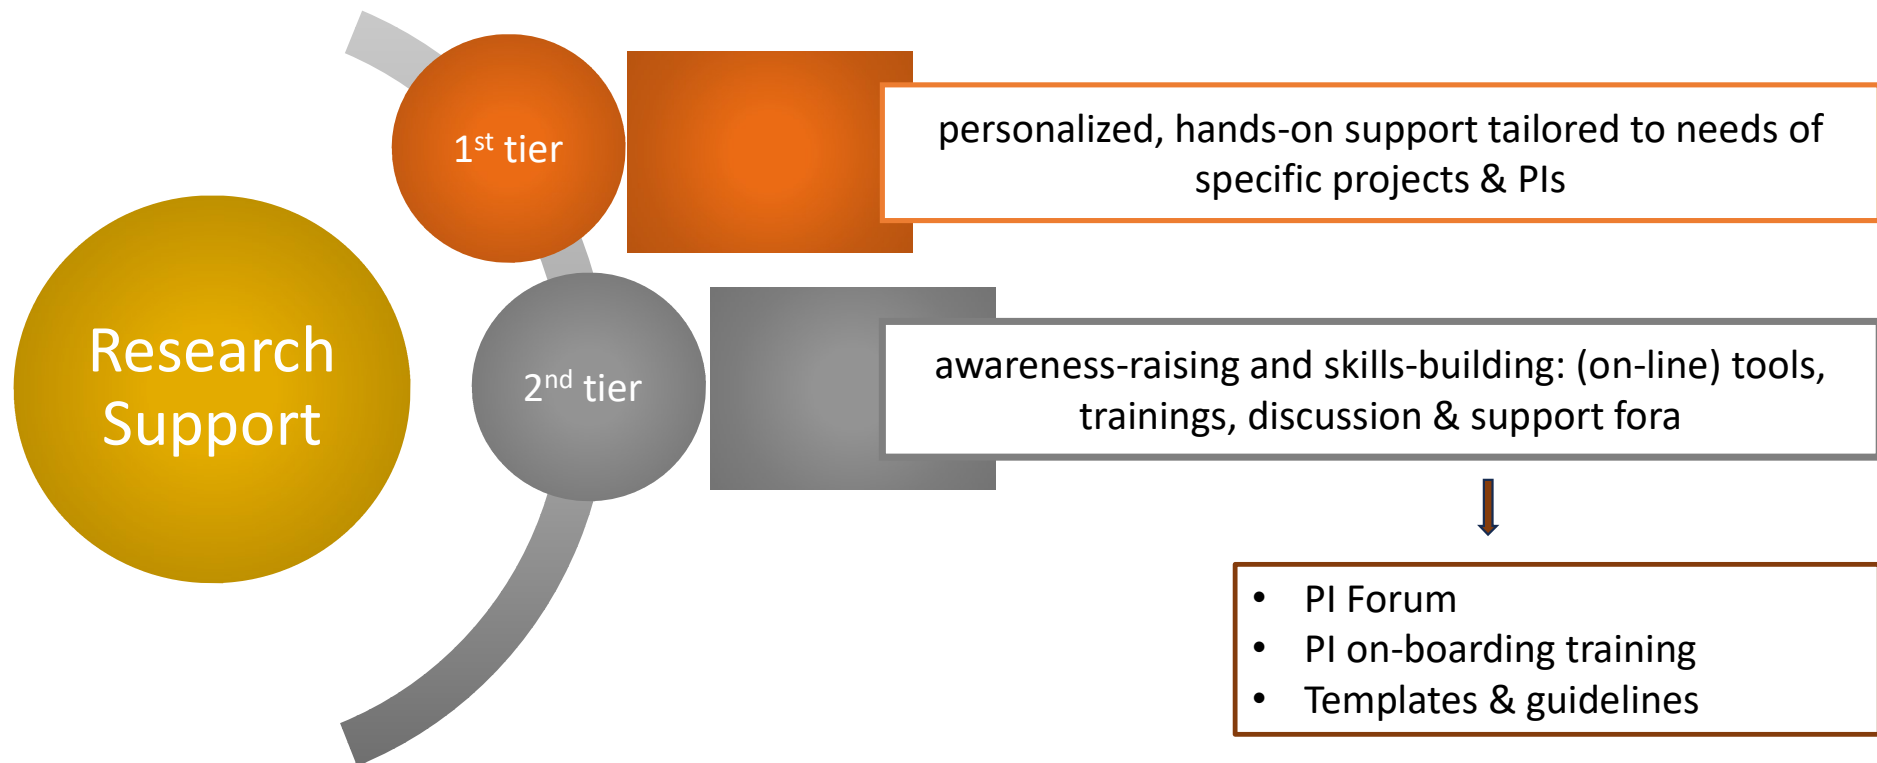 Research
Support
1st tier
personalized, hands-on support tailored to needs of
specific projects & PIs
2nd tier
awareness-raising and skills-building: (on-line) tools,
trainings, discussion & support fora
• PI Forum
• PI on-boarding training
• Templates & guidelines